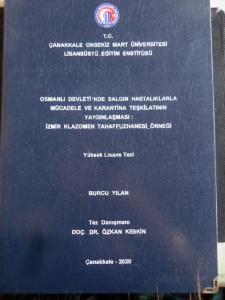 T.C.
ÇANAKKALE ONSEKİZ MART ÜNİVERSİTESİ
LİSANSÜSTÜ EĞİTİM ENSTİTÜSÜ
OSMANLI DEVLETİ'NDE SALGIN HASTALIKLARLA
MÜCADELE VE KARANTİNA TEŞKİLATININ
YAYGINLAŞMASI :
İZMİR KLAZOMEN TAHAFFUZHANESİ ÖRNEĞİ
Yüksek Lisans Tezi
BURCU YILAN
Tez Danışmanı
DOÇ. DR. ÖZKAN KESKİN
Çanakkale - 2020